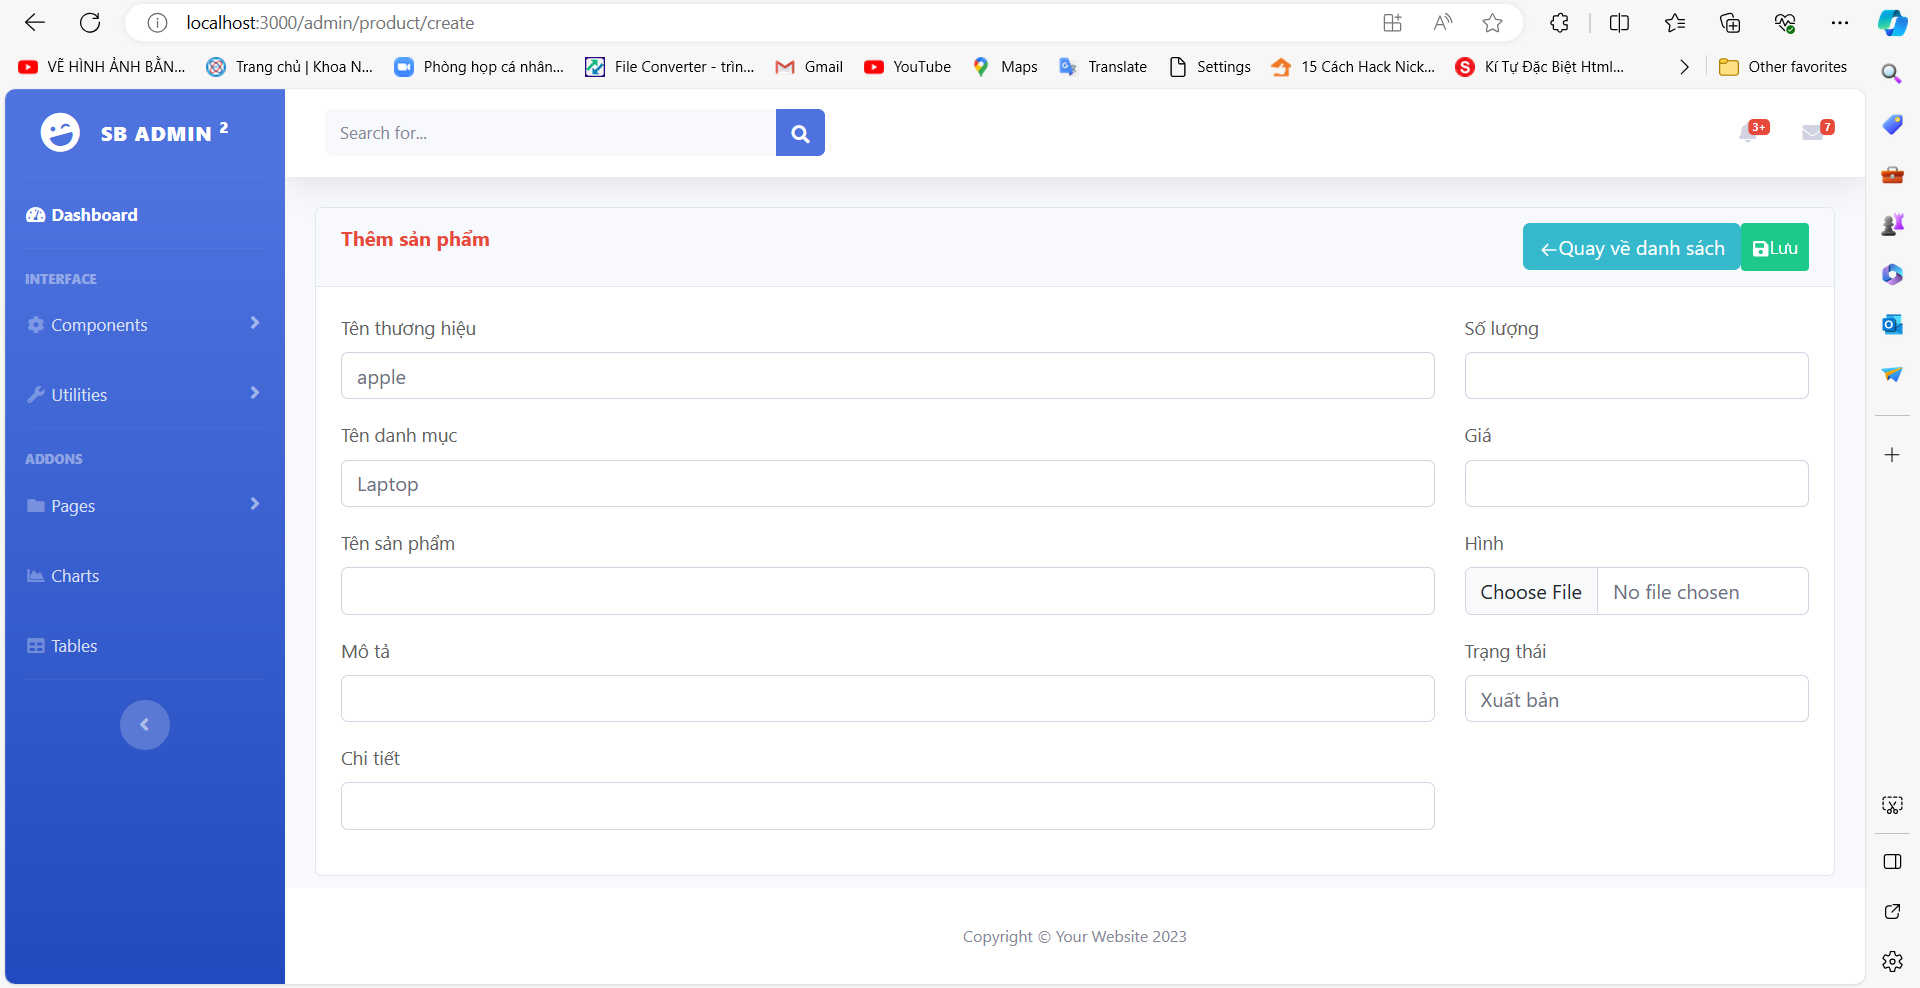 localhost:3000/admin/product/create
VẼ HÌNH ẢNH BẰN...
Trang chủ | Khoa N...
Phòng họp cá nhân...
File Converter - trìn...
Gmail
YouTube
Maps
Translate
Settings
15 Cách Hack Nick...
Kí Tự Đặc Biệt Html...
Other favorites
SB ADMIN 2
Search for...
3+
7
Dashboard
INTERFACE
Components
Utilities
ADDONS
Pages
Charts
Tables
Thêm sản phẩm
Quay về danh sách
Lưu
Tên thương hiệu
apple
Số lượng
Tên danh mục
Laptop
Giá
Tên sản phẩm
Hình
Choose File
No file chosen
Mô tả
Trạng thái
Xuất bản
Chi tiết
Copyright © Your Website 2023